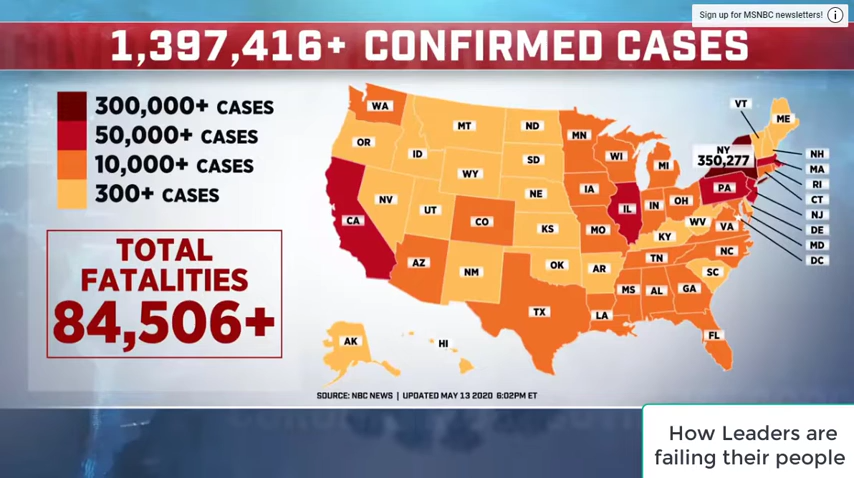 Sign up for MSNBC newsletters!
1,397,416+ CONFIRMED CASES
300,000+ CASES
50,000+ CASES
10,000+ CASES
300+ CASES
TOTAL
FATALITIES
84,506+
WA
OR
CA
NV
ID
MT
WY
UT
AZ
CO
NM
ND
SD
NE
KS
OK
TX
MN
IA
MO
AR
LA
WI
IL
MI
IN
OH
KY
TN
MS
AL
GA
FL
SC
NC
VA
WV
PA
NY
350,277
VT
ME
NH
MA
RI
CT
NJ
DE
MD
DC
AK
HI
SOURCE: NBC NEWS | UPDATED MAY 13 2020 6:02PM ET
How Leaders are
failing their people